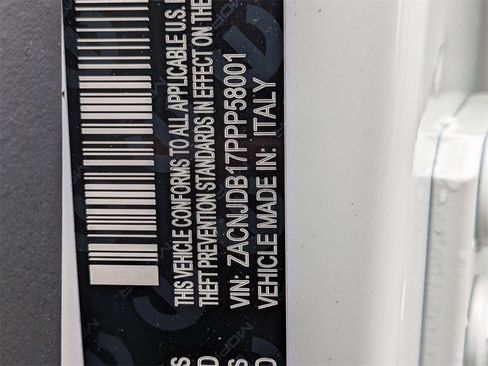 THIS VEHICLE CONFORMS TO ALL APPLICABLE U.S.
THEFT PREVENTION STANDARDS IN EFFECT ON THE
VIN: ZACNJDB17PPP58001
VEHICLE MADE IN: ITALY